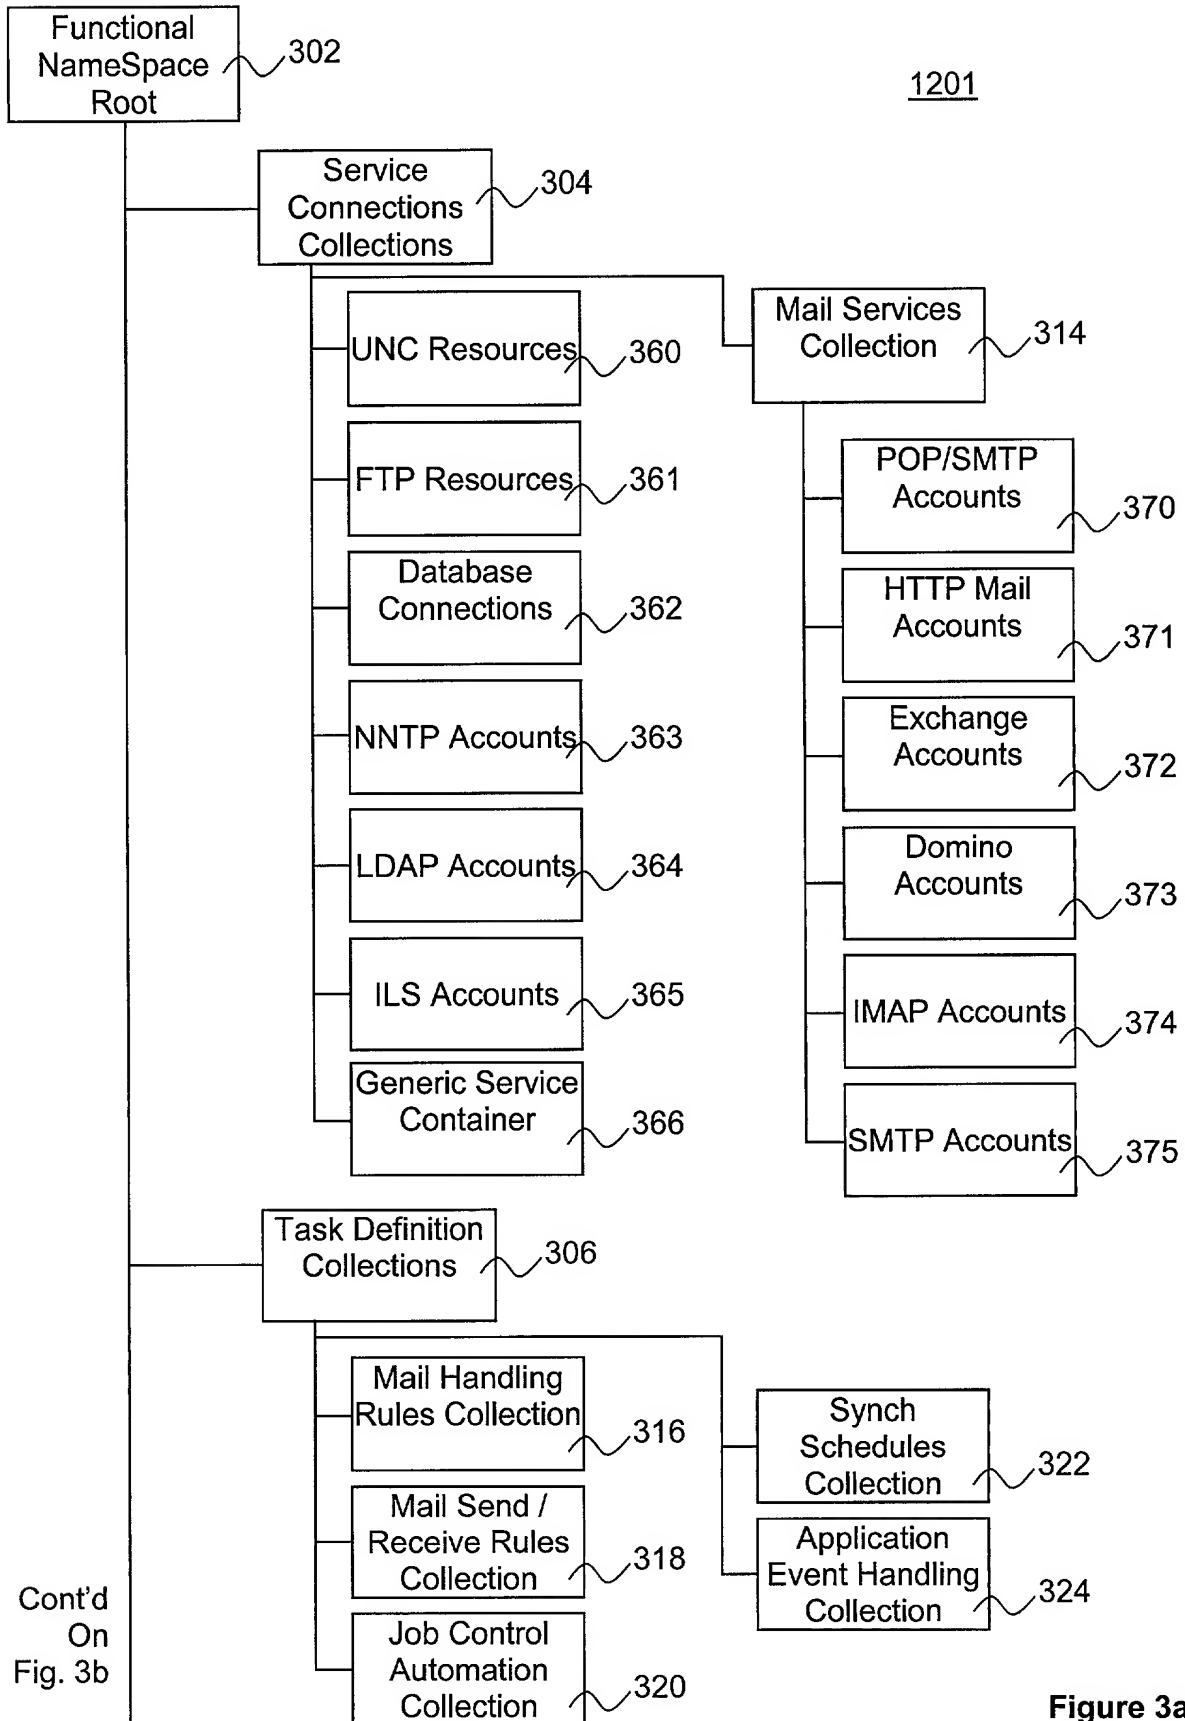 Functional
NameSpace
Root
302
1201
Service
Connections
Collections
304
UNC Resources
360
FTP Resources
361
Database
Connections
362
NNTP Accounts
363
LDAP Accounts
364
ILS Accounts
365
Generic Service
Container
366
Mail Services
Collection
314
POP/SMTP
Accounts
370
HTTP Mail
Accounts
371
Exchange
Accounts
372
Domino
Accounts
373
IMAP Accounts
374
SMTP Accounts
375
Task Definition
Collections
306
Mail Handling
Rules Collection
316
Mail Send /
Receive Rules
Collection
318
Job Control
Automation
Collection
320
Synch
Schedules
Collection
322
Application
Event Handling
Collection
324
Cont'd
On
Fig. 3b
Figure 3a